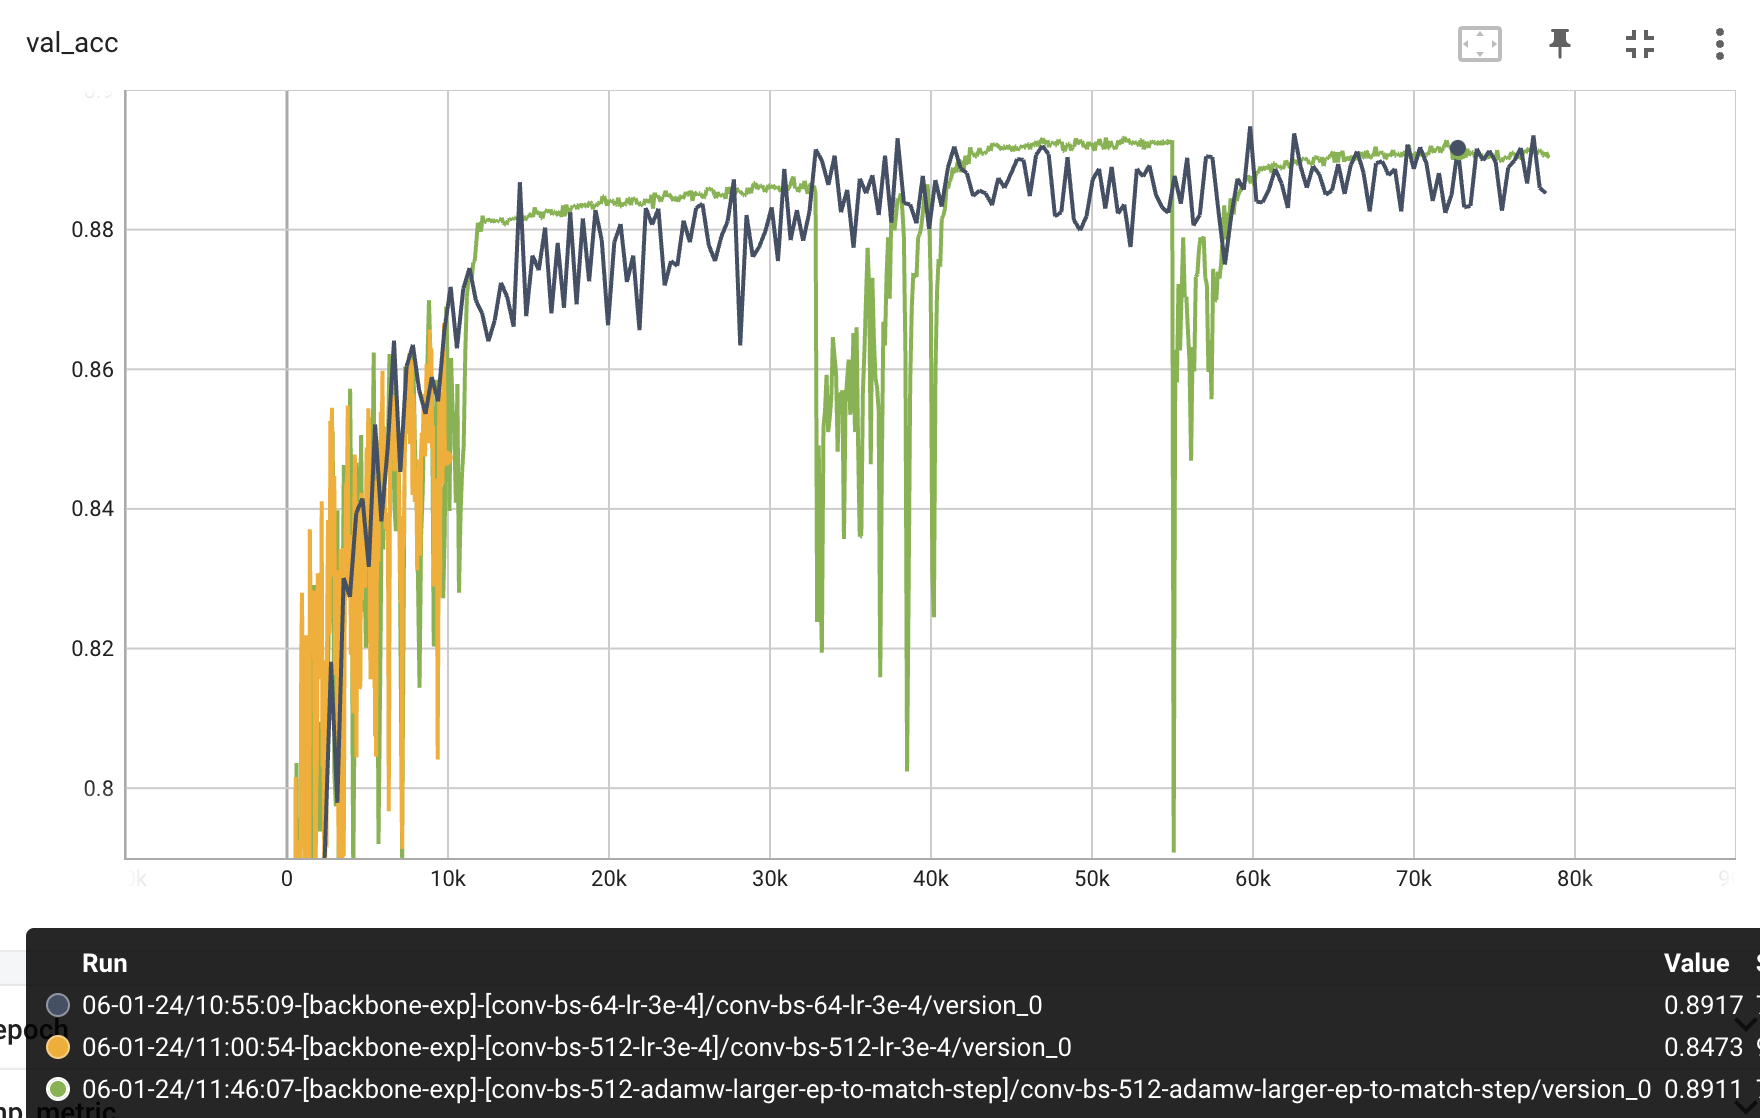 val_acc
0.9
0.88
0.86
0.84
0.82
0.8
0 10k 20k 30k 40k 50k 60k 70k 80k
Run Value
06-01-24/10:55:09-[backbone-exp]-[conv-bs-64-lr-3e-4]/conv-bs-64-lr-3e-4/version_0 0.8917
06-01-24/11:00:54-[backbone-exp]-[conv-bs-512-lr-3e-4]/conv-bs-512-lr-3e-4/version_0 0.8473
epoch
06-01-24/11:46:07-[backbone-exp]-[conv-bs-512-adamw-larger-ep-to-match-step]/conv-bs-512-adamw-larger-ep-to-match-step/version_0 0.8911
metric